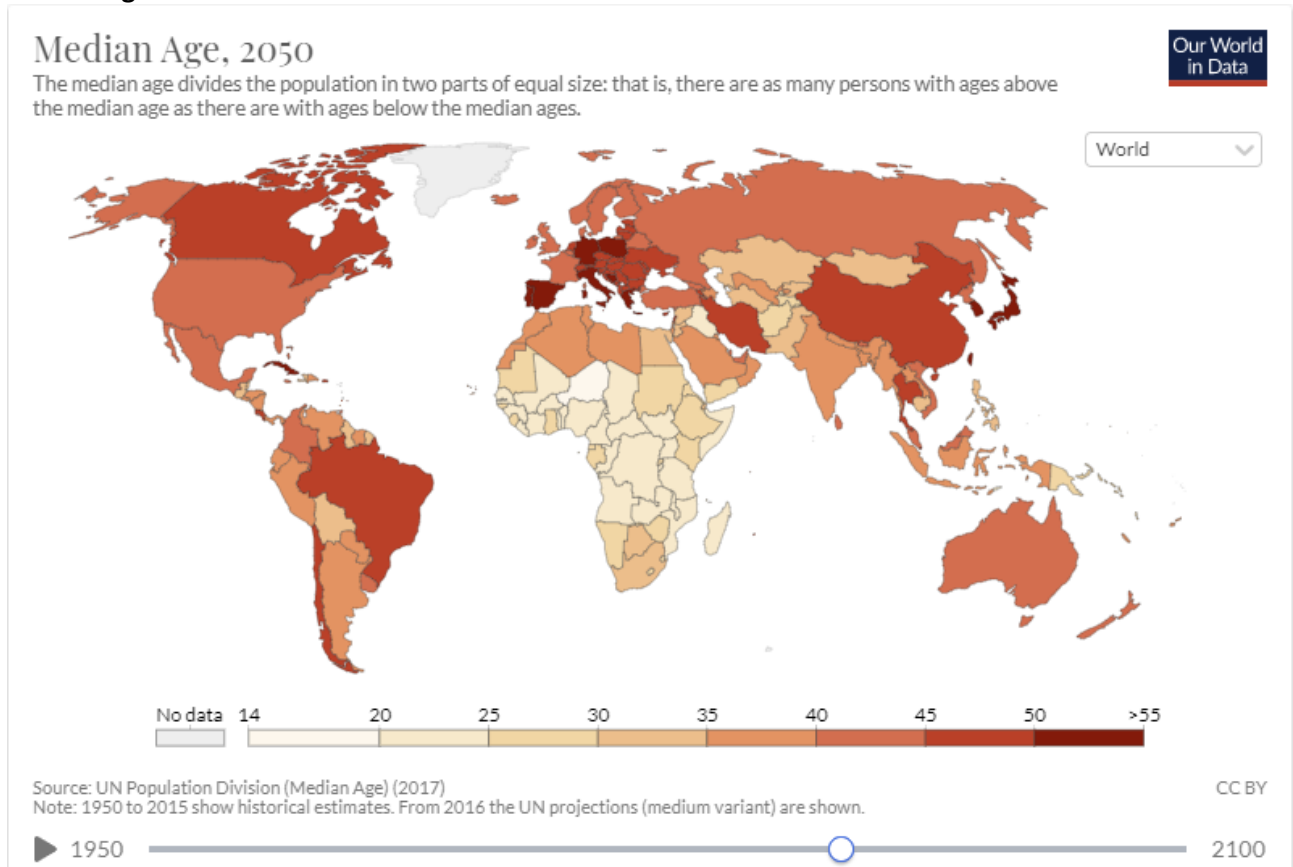 Median Age, 2050
Our World
in Data
The median age divides the population in two parts of equal size: that is, there are as many persons with ages above
the median age as there are with ages below the median ages.
World
No data 14 20 25 30 35 40 45 50 >55
Source: UN Population Division (Median Age) (2017)
CC BY
Note: 1950 to 2015 show historical estimates. From 2016 the UN projections (medium variant) are shown.
1950 2100